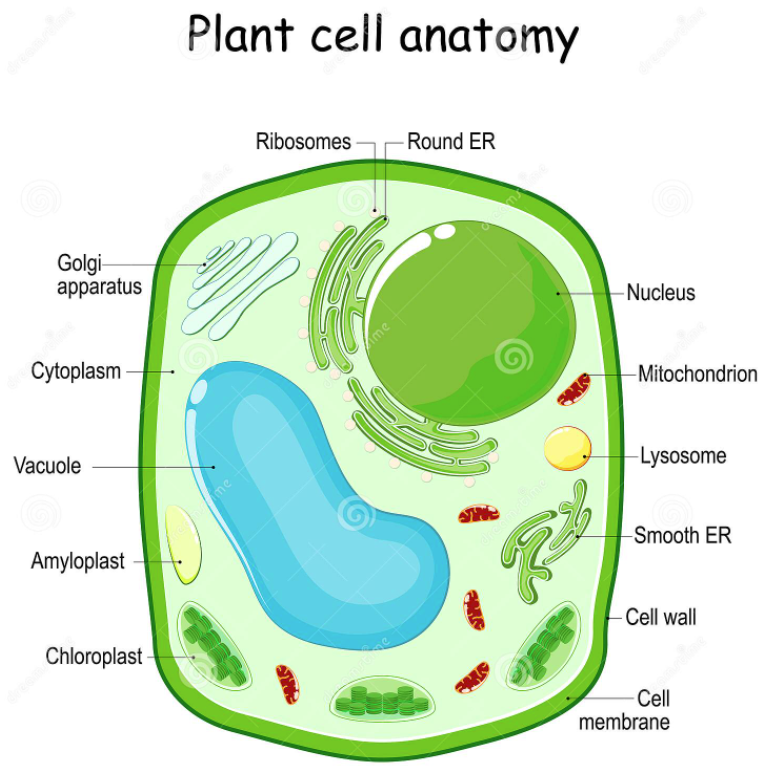 Plant cell anatomy
Ribosomes
Round ER
Golgi
apparatus
Nucleus
Cytoplasm
Mitochondrion
Vacuole
Lysosome
Amyloplast
Smooth ER
Cell wall
Chloroplast
Cell
membrane